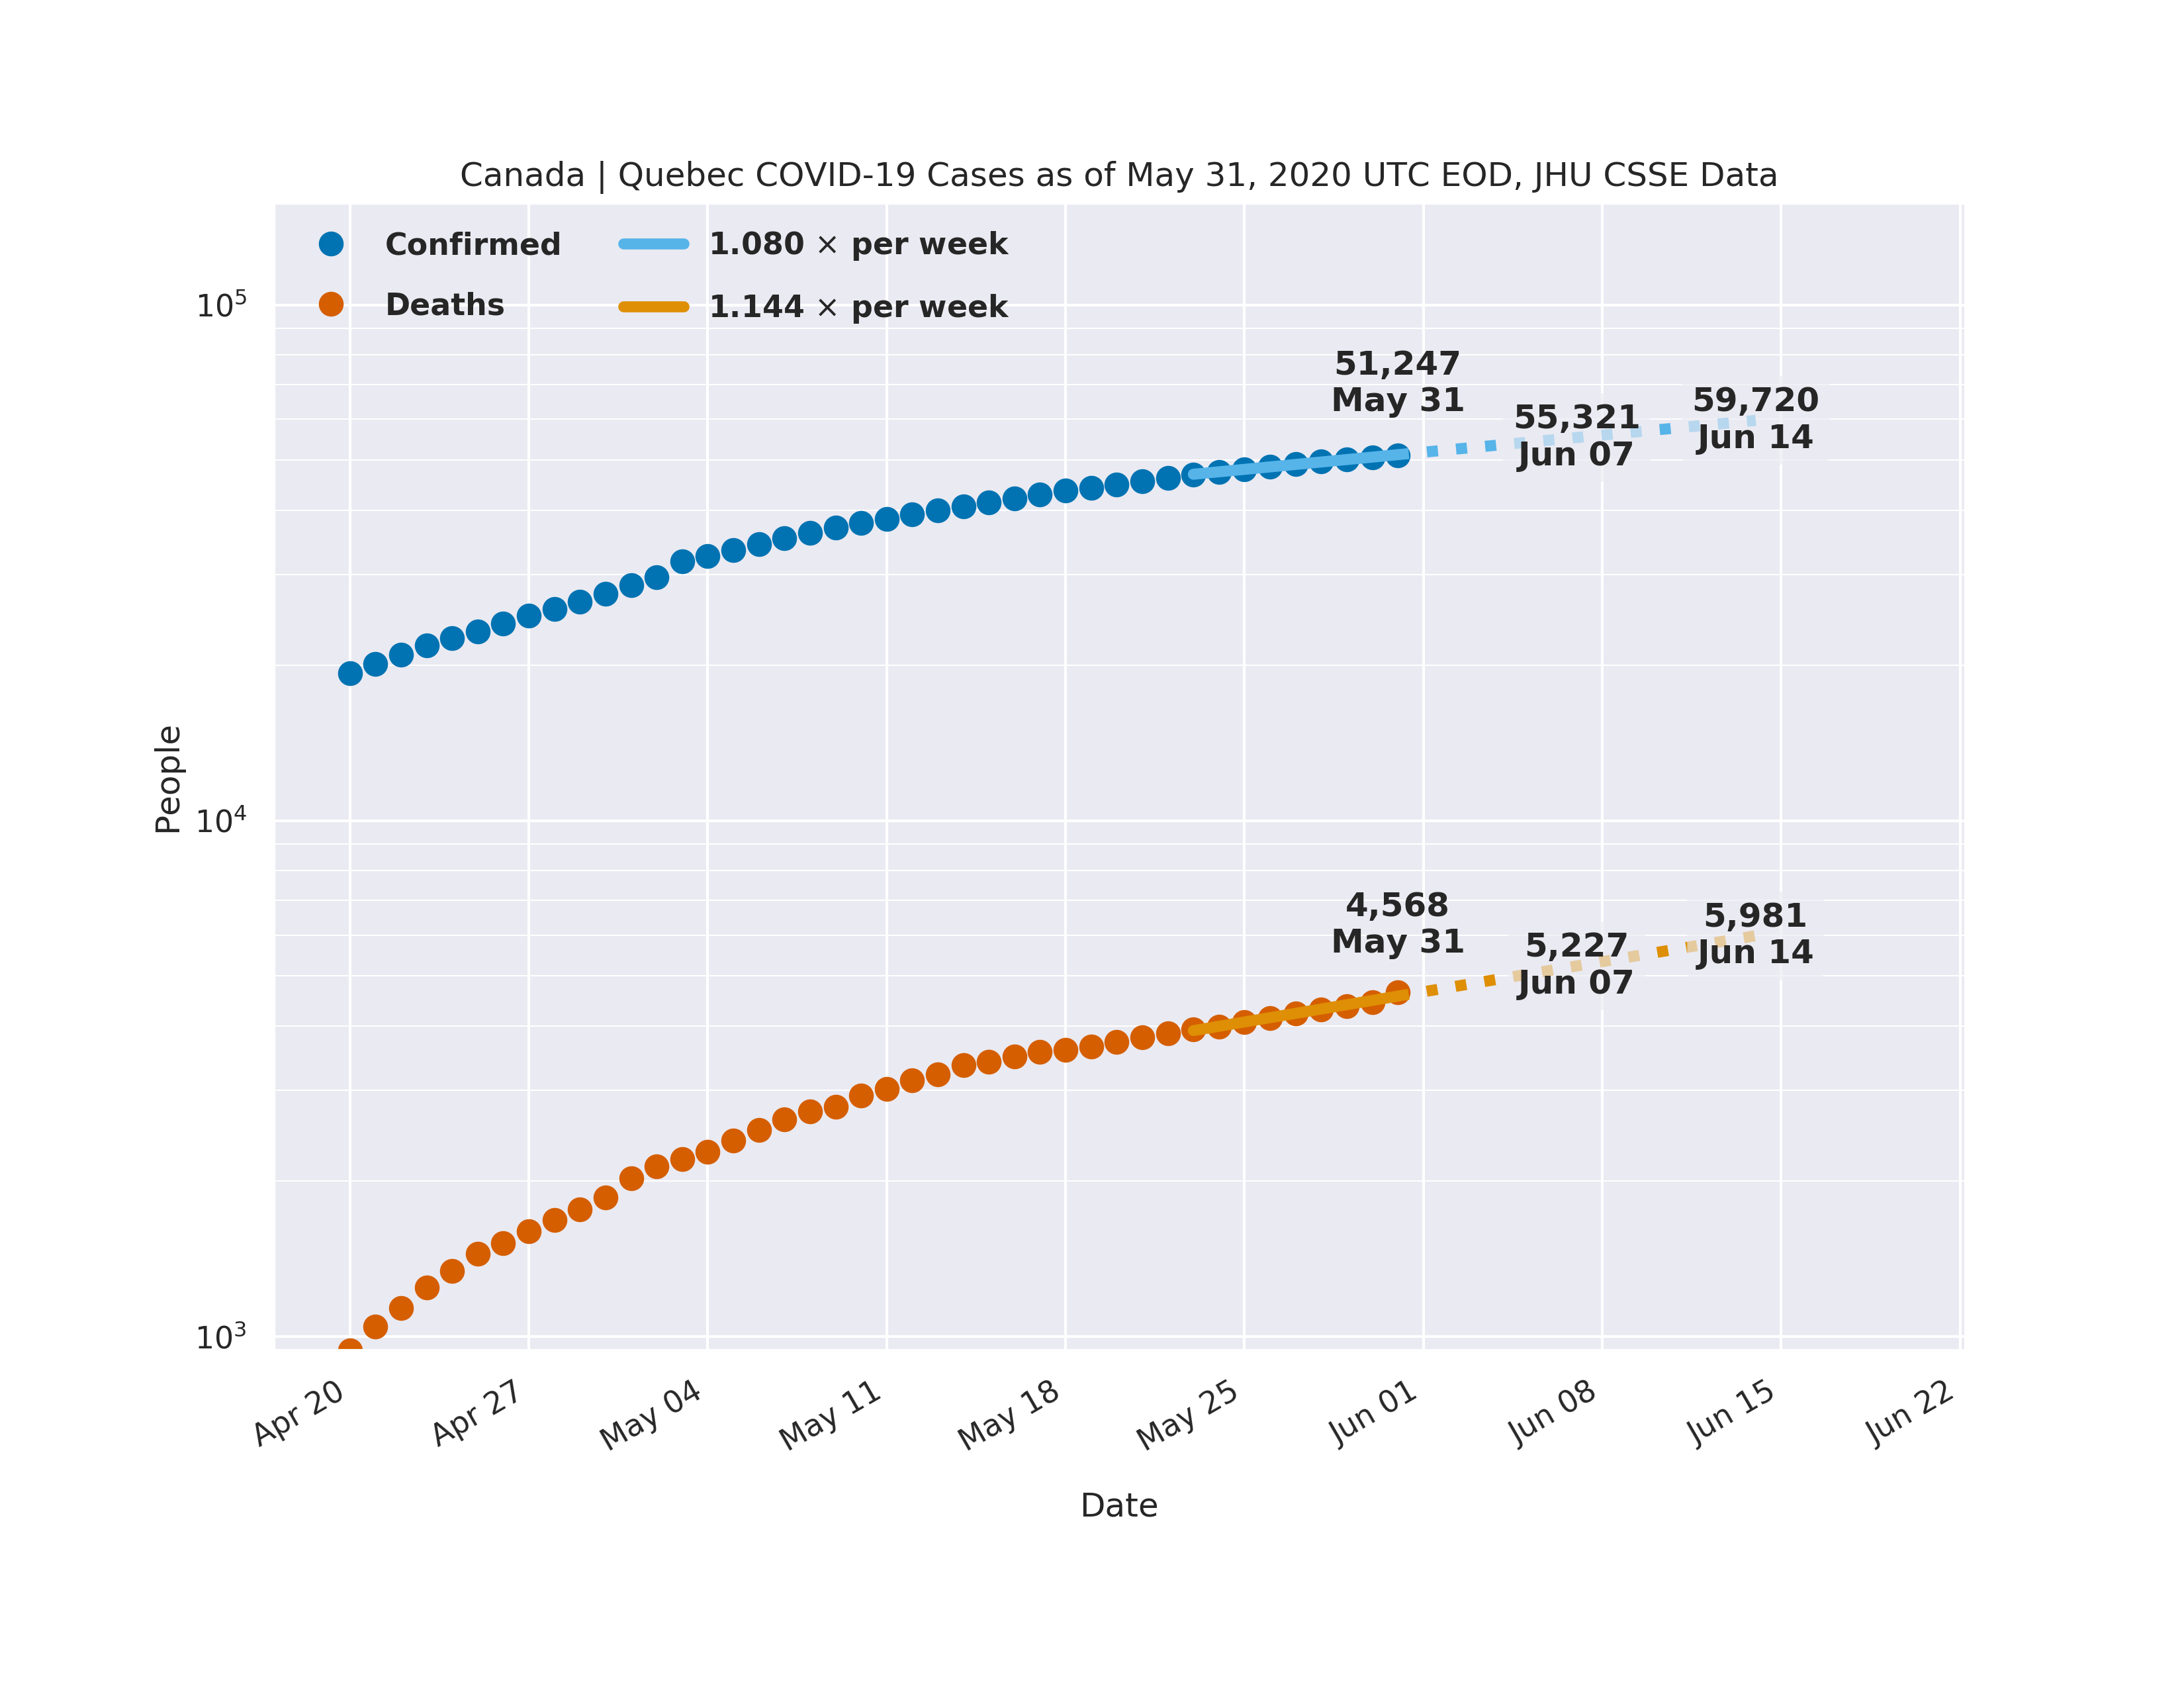 Canada | Quebec COVID-19 Cases as of May 31, 2020 UTC EOD, JHU CSSE Data
Confirmed
Deaths
1.080 × per week
1.144 × per week
51,247
May 31
55,321
Jun 07
59,720
Jun 14
4,568
May 31
5,227
Jun 07
5,981
Jun 14
People
10⁵
10⁴
10³
Apr 20
Apr 27
May 04
May 11
May 18
May 25
Jun 01
Jun 08
Jun 15
Jun 22
Date